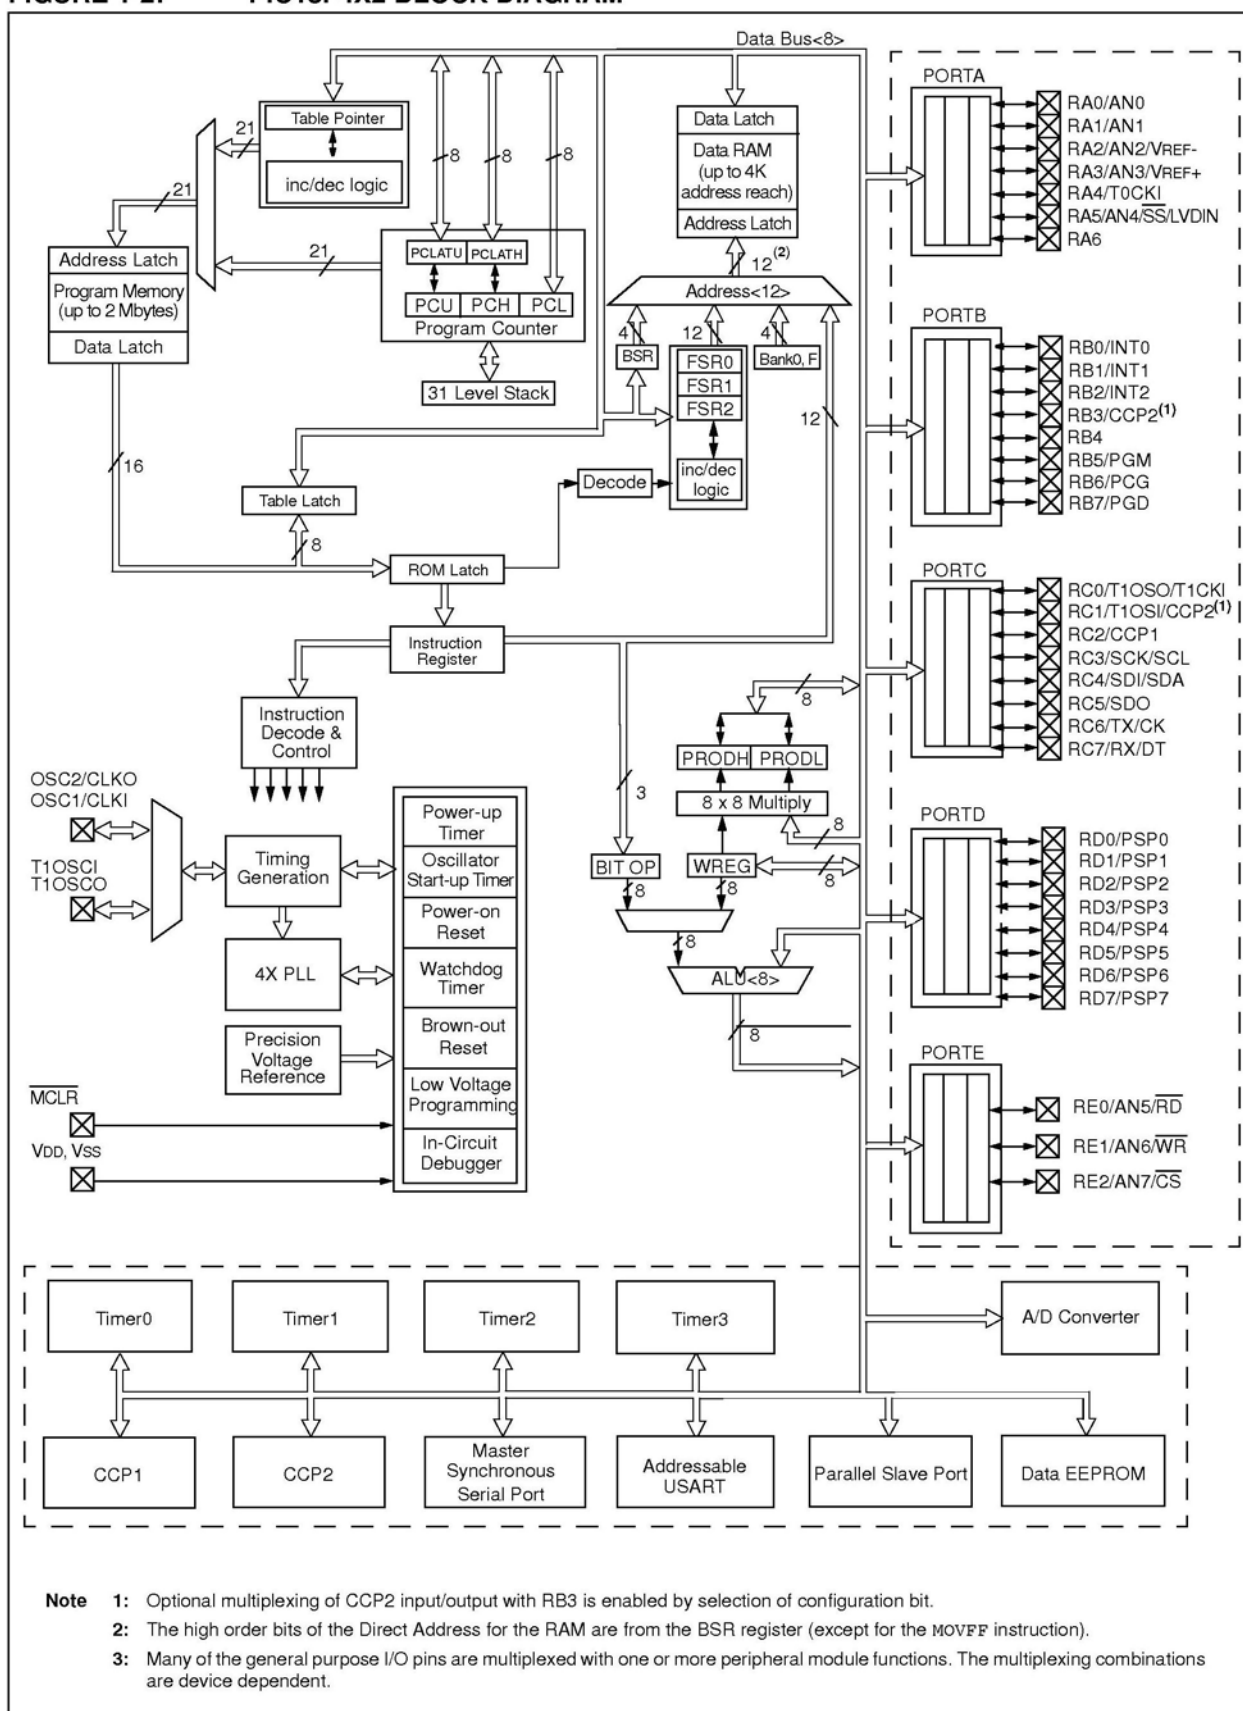 Data Bus<8>
PORTA
Table Pointer
inc/dec logic
21
21
21
8
8
8
Data Latch
Data RAM
(up to 4K
address reach)
Address Latch
RA0/AN0
RA1/AN1
RA2/AN2/VREF-
RA3/AN3/VREF+
RA4/T0CKI
RA5/AN4/SS/LVDIN
RA6
Address Latch
Program Memory
(up to 2 Mbytes)
Data Latch
PCLATU PCLATH
PCU PCH PCL
Program Counter
31 Level Stack
12(2)
Address<12>
4
12
4
BSR
FSR0
FSR1
FSR2
Bank0, F
inc/dec
logic
12
PORTB
RB0/INT0
RB1/INT1
RB2/INT2
RB3/CCP2(1)
RB4
RB5/PGM
RB6/PCG
RB7/PGD
16
Table Latch
8
Decode
ROM Latch
Instruction
Register
PORTC
RC0/T1OSO/T1CKI
RC1/T1OSI/CCP2(1)
RC2/CCP1
RC3/SCK/SCL
RC4/SDI/SDA
RC5/SDO
RC6/TX/CK
RC7/RX/DT
Instruction
Decode &
Control
8
PRODH PRODL
8 x 8 Multiply
3
8
BIT OP
WREG
8
8
8
8
ALU<8>
8
OSC2/CLKO
OSC1/CLKI
T1OSCI
T1OSCO
Timing
Generation
4X PLL
Precision
Voltage
Reference
Power-up
Timer
Oscillator
Start-up Timer
Power-on
Reset
Watchdog
Timer
Brown-out
Reset
Low Voltage
Programming
In-Circuit
Debugger
MCLR
VDD, VSS
PORTD
RD0/PSP0
RD1/PSP1
RD2/PSP2
RD3/PSP3
RD4/PSP4
RD5/PSP5
RD6/PSP6
RD7/PSP7
PORTE
RE0/AN5/RD
RE1/AN6/WR
RE2/AN7/CS
Timer0
Timer1
Timer2
Timer3
A/D Converter
CCP1
CCP2
Master
Synchronous
Serial Port
Addressable
USART
Parallel Slave Port
Data EEPROM
Note 1: Optional multiplexing of CCP2 input/output with RB3 is enabled by selection of configuration bit.
2: The high order bits of the Direct Address for the RAM are from the BSR register (except for the MOVFF instruction).
3: Many of the general purpose I/O pins are multiplexed with one or more peripheral module functions. The multiplexing combinations
are device dependent.